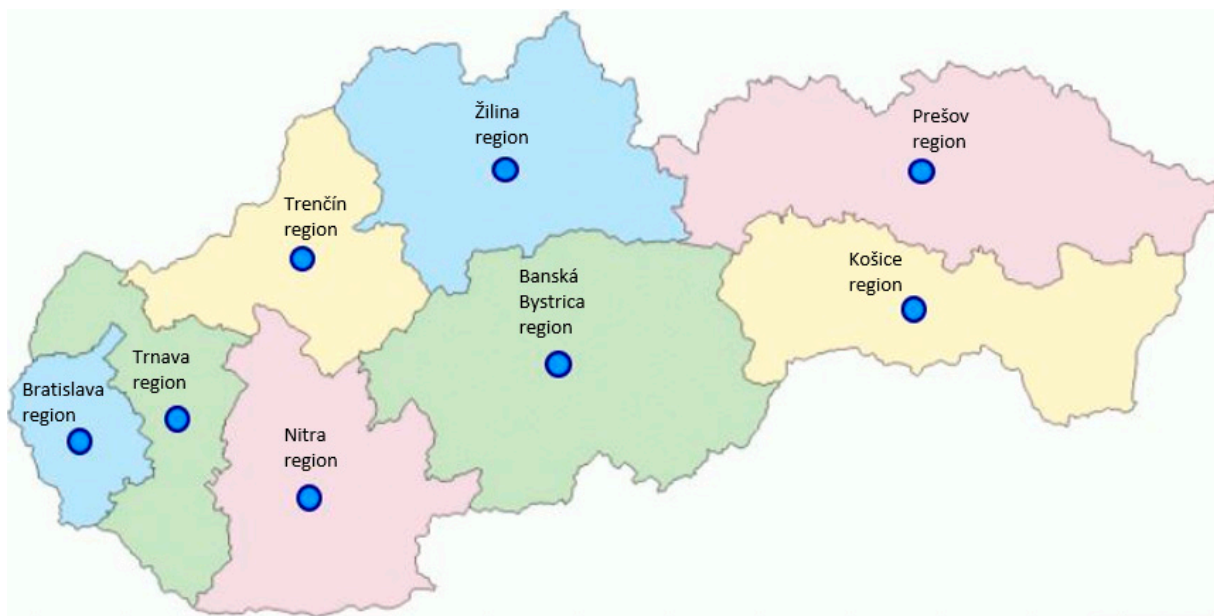 Žilina
region
Prešov
region
Trenčín
region
Košice
region
Banská
Bystrica
region
Trnava
region
Bratislava
region
Nitra
region